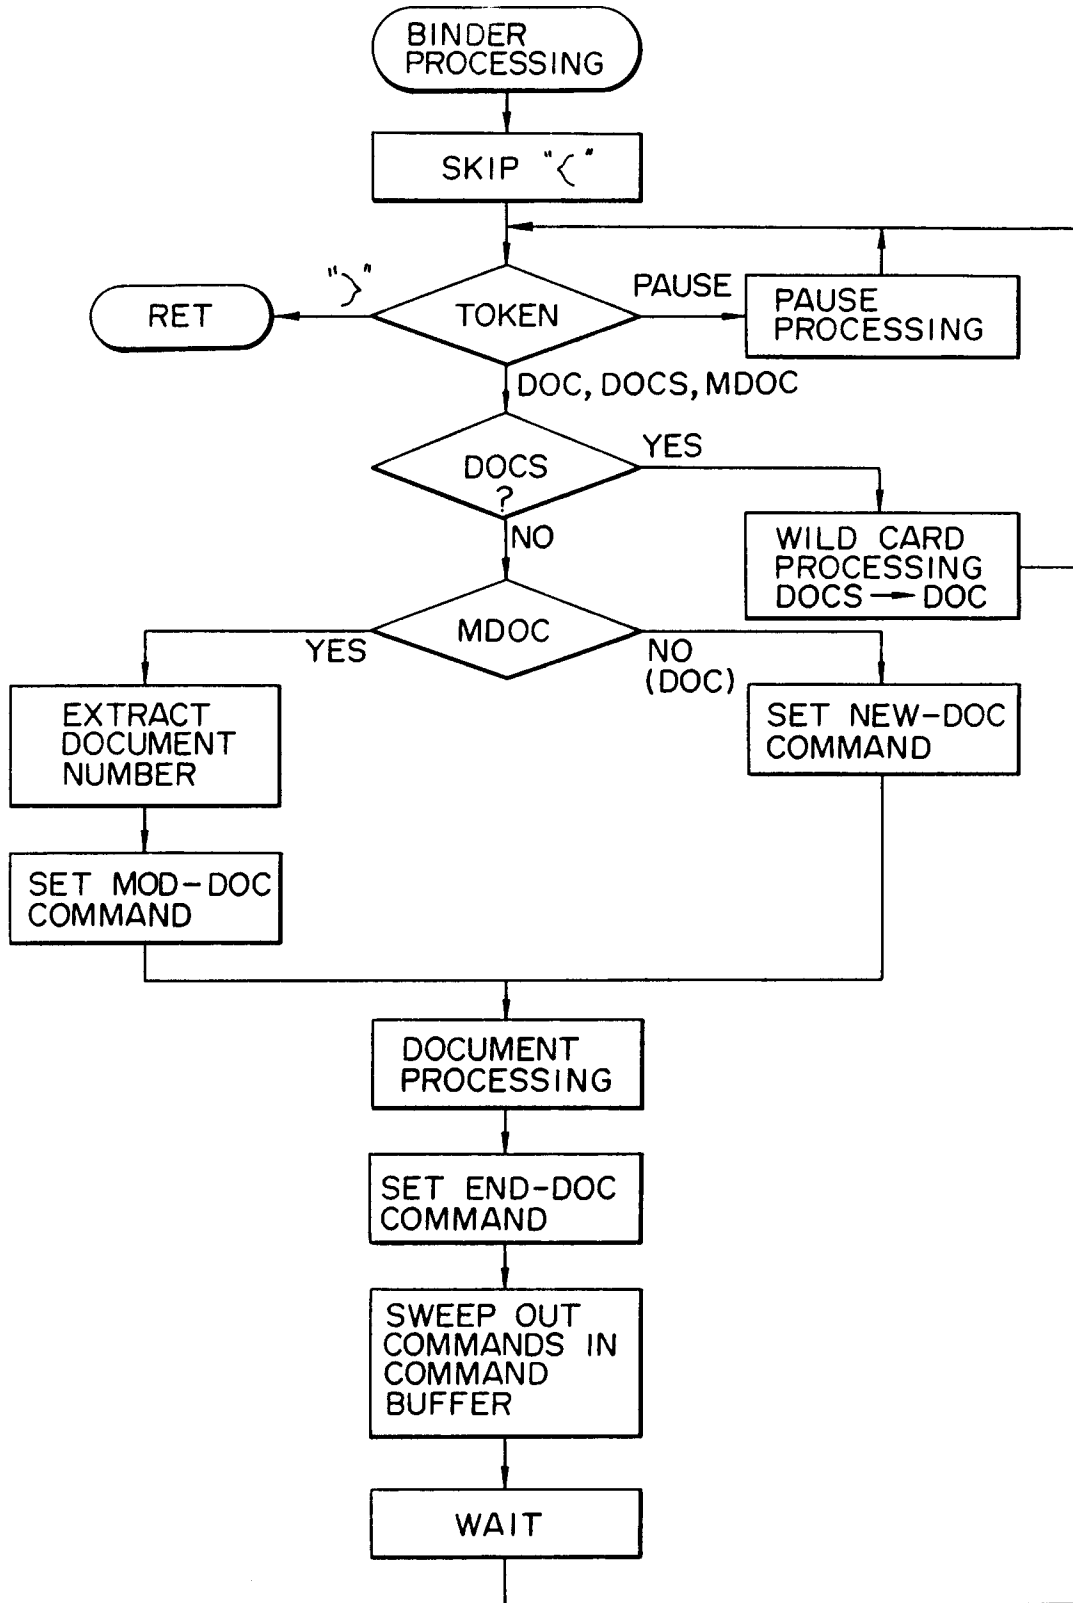 BINDER
PROCESSING
SKIP "{"
"}"
PAUSE
RET
TOKEN
PAUSE
PROCESSING
DOC, DOCS, MDOC
DOCS
?
YES
NO
WILD CARD
PROCESSING
DOCS → DOC
MDOC
YES
NO
(DOC)
EXTRACT
DOCUMENT
NUMBER
SET NEW-DOC
COMMAND
SET MOD-DOC
COMMAND
DOCUMENT
PROCESSING
SET END-DOC
COMMAND
SWEEP OUT
COMMANDS IN
COMMAND
BUFFER
WAIT